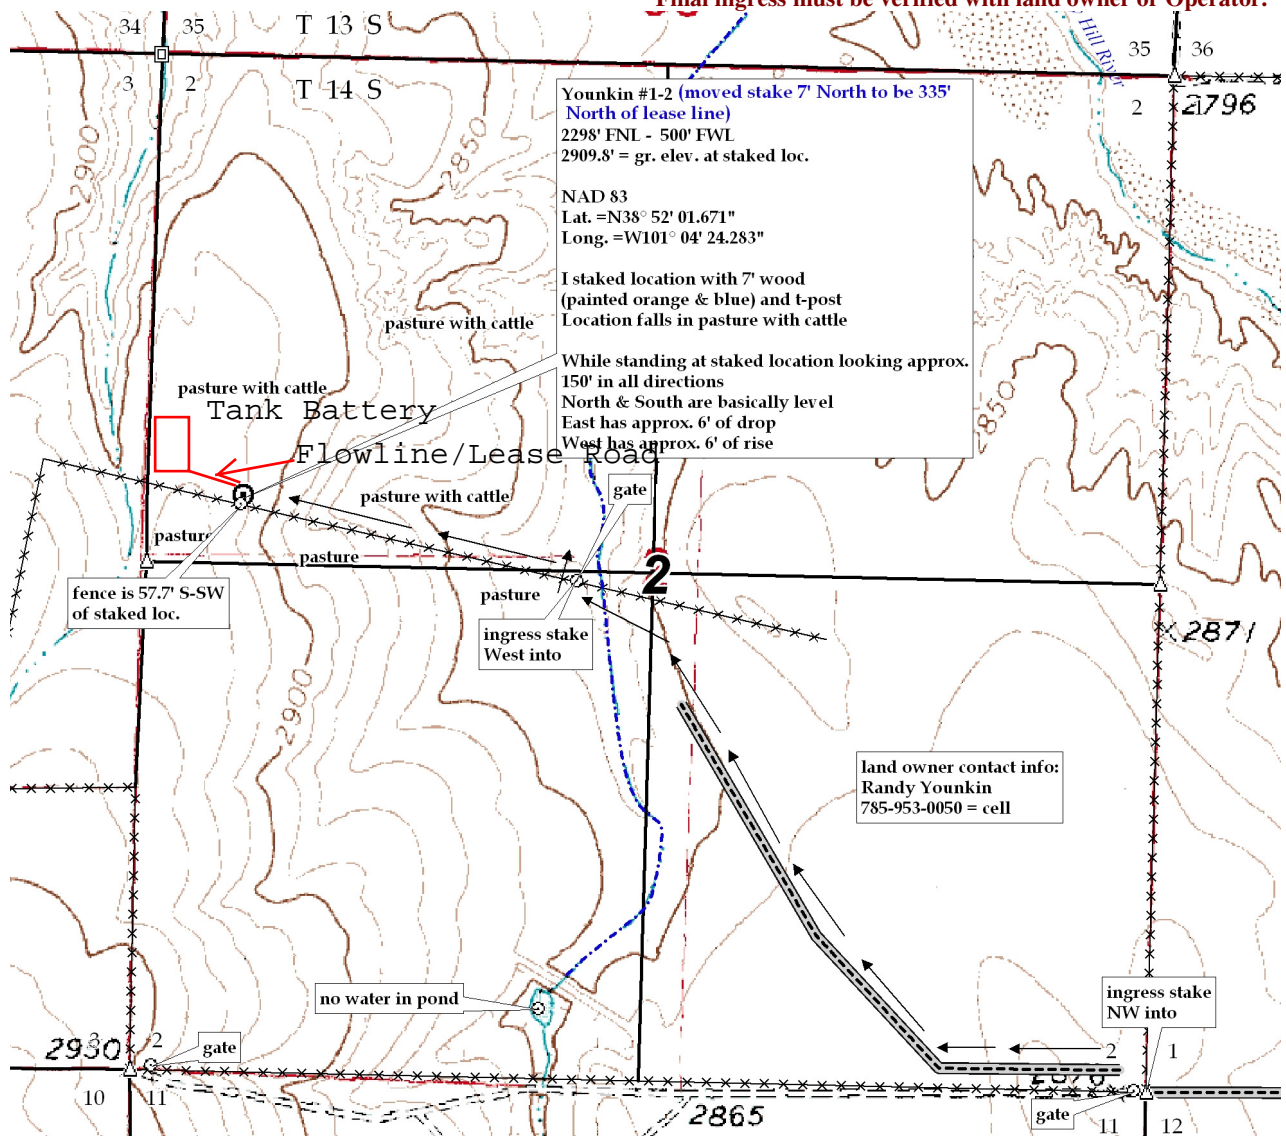 Final ingress must be verified with land owner or Operator.
34 35 T 13 S
3 2 T 14 S
35 36
2 1
2796
Hill River
2900
2850
Younkin #1-2 (moved stake 7' North to be 335'
North of lease line)
2298' FNL - 500' FWL
2909.8' = gr. elev. at staked loc.
NAD 83
Lat. =N38° 52' 01.671"
Long. =W101° 04' 24.283"
I staked location with 7' wood
(painted orange & blue) and t-post
Location falls in pasture with cattle
While standing at staked location looking approx.
150' in all directions
North & South are basically level
East has approx. 6' of drop
West has approx. 6' of rise
pasture with cattle
pasture with cattle
Tank Battery
Flowline/Lease Road
2850
pasture with cattle
gate
pasture
pasture
pasture
2
fence is 57.7' S-SW
of staked loc.
ingress stake
West into
2871
2900
land owner contact info:
Randy Younkin
785-953-0050 = cell
no water in pond
ingress stake
NW into
2930
3 2
gate
2 1
10 11
2865
gate
11 12